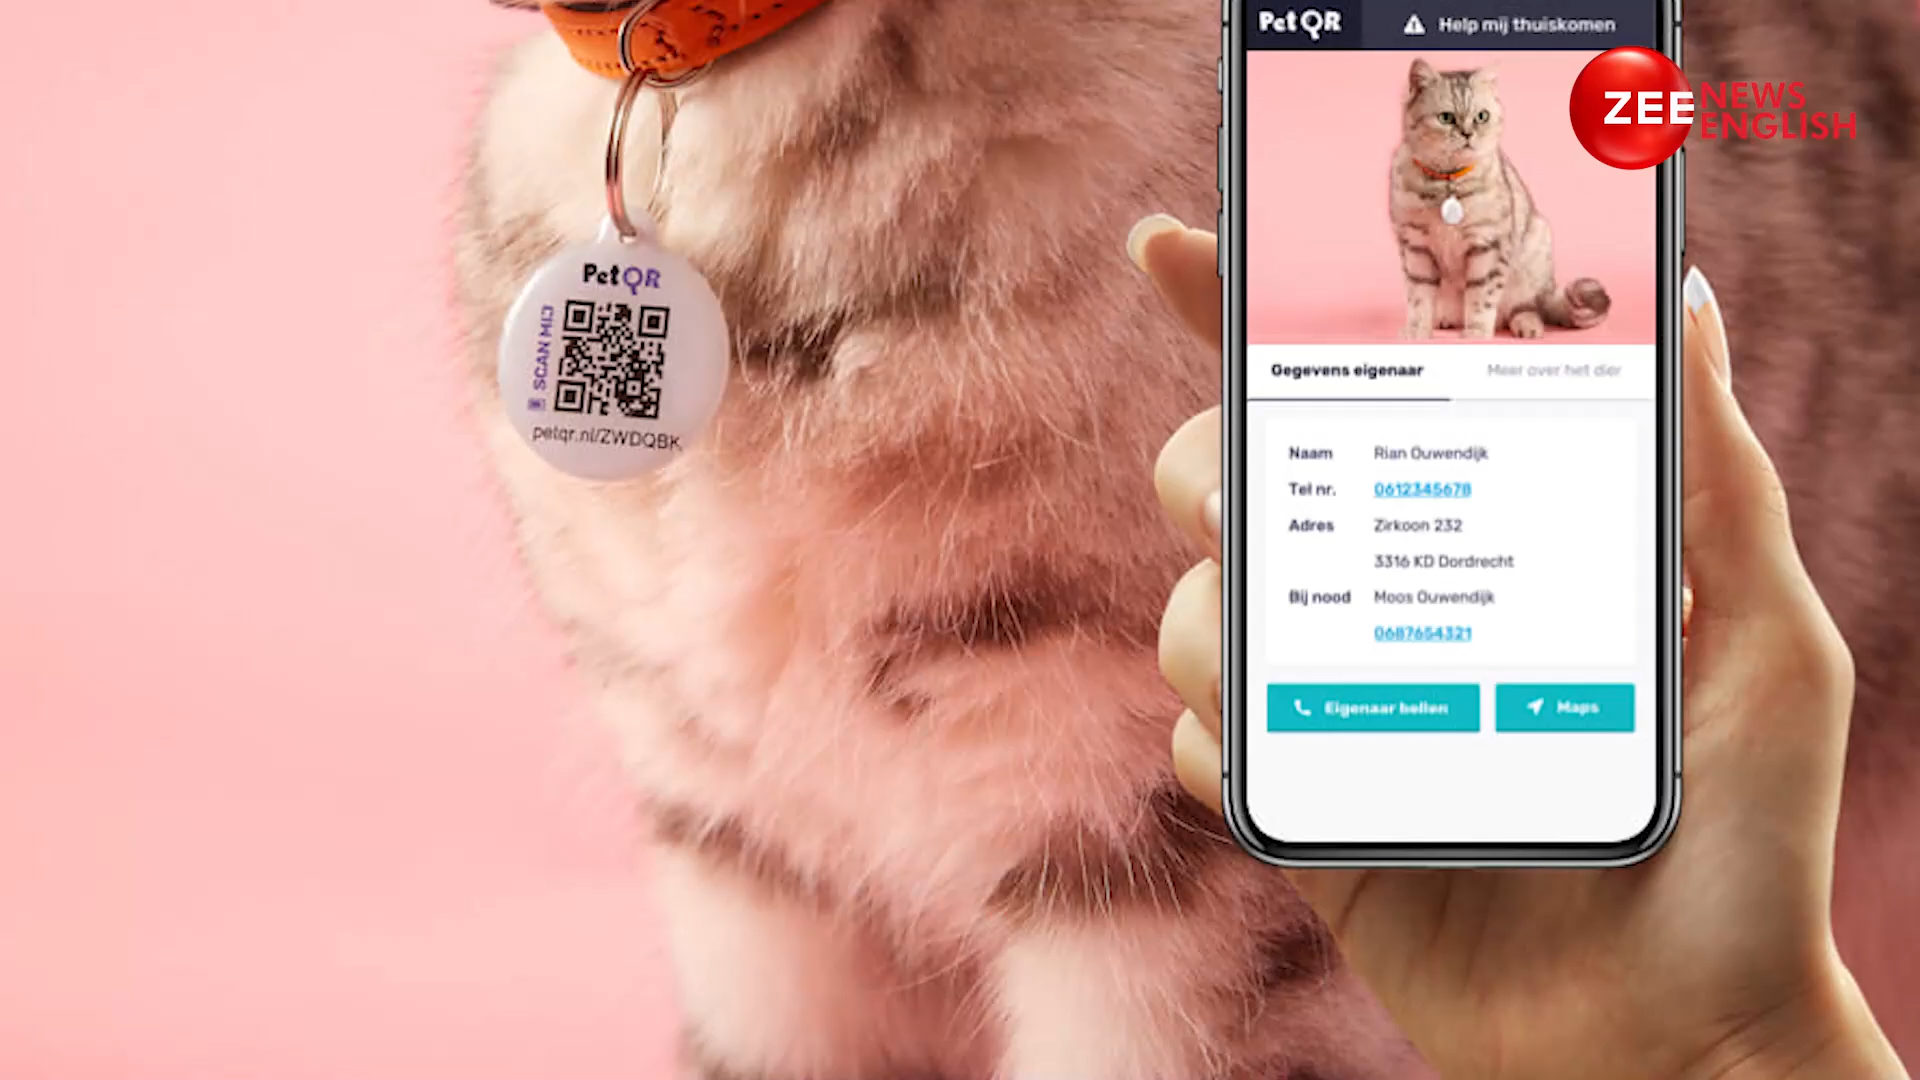 PetQR
SCAN MIJ
petqr.nl/ZWDQBK
PetQR
Help mij thuiskomen
Gegevens eigenaar
Meer over het dier
Naam Rian Ouwendijk
Tel nr. 0612345678
Adres Zirkoon 232
3316 KD Dordrecht
Bij nood Moos Ouwendijk
0687654321
Eigenaar bellen
Maps
ZEE NEWS
ENGLISH